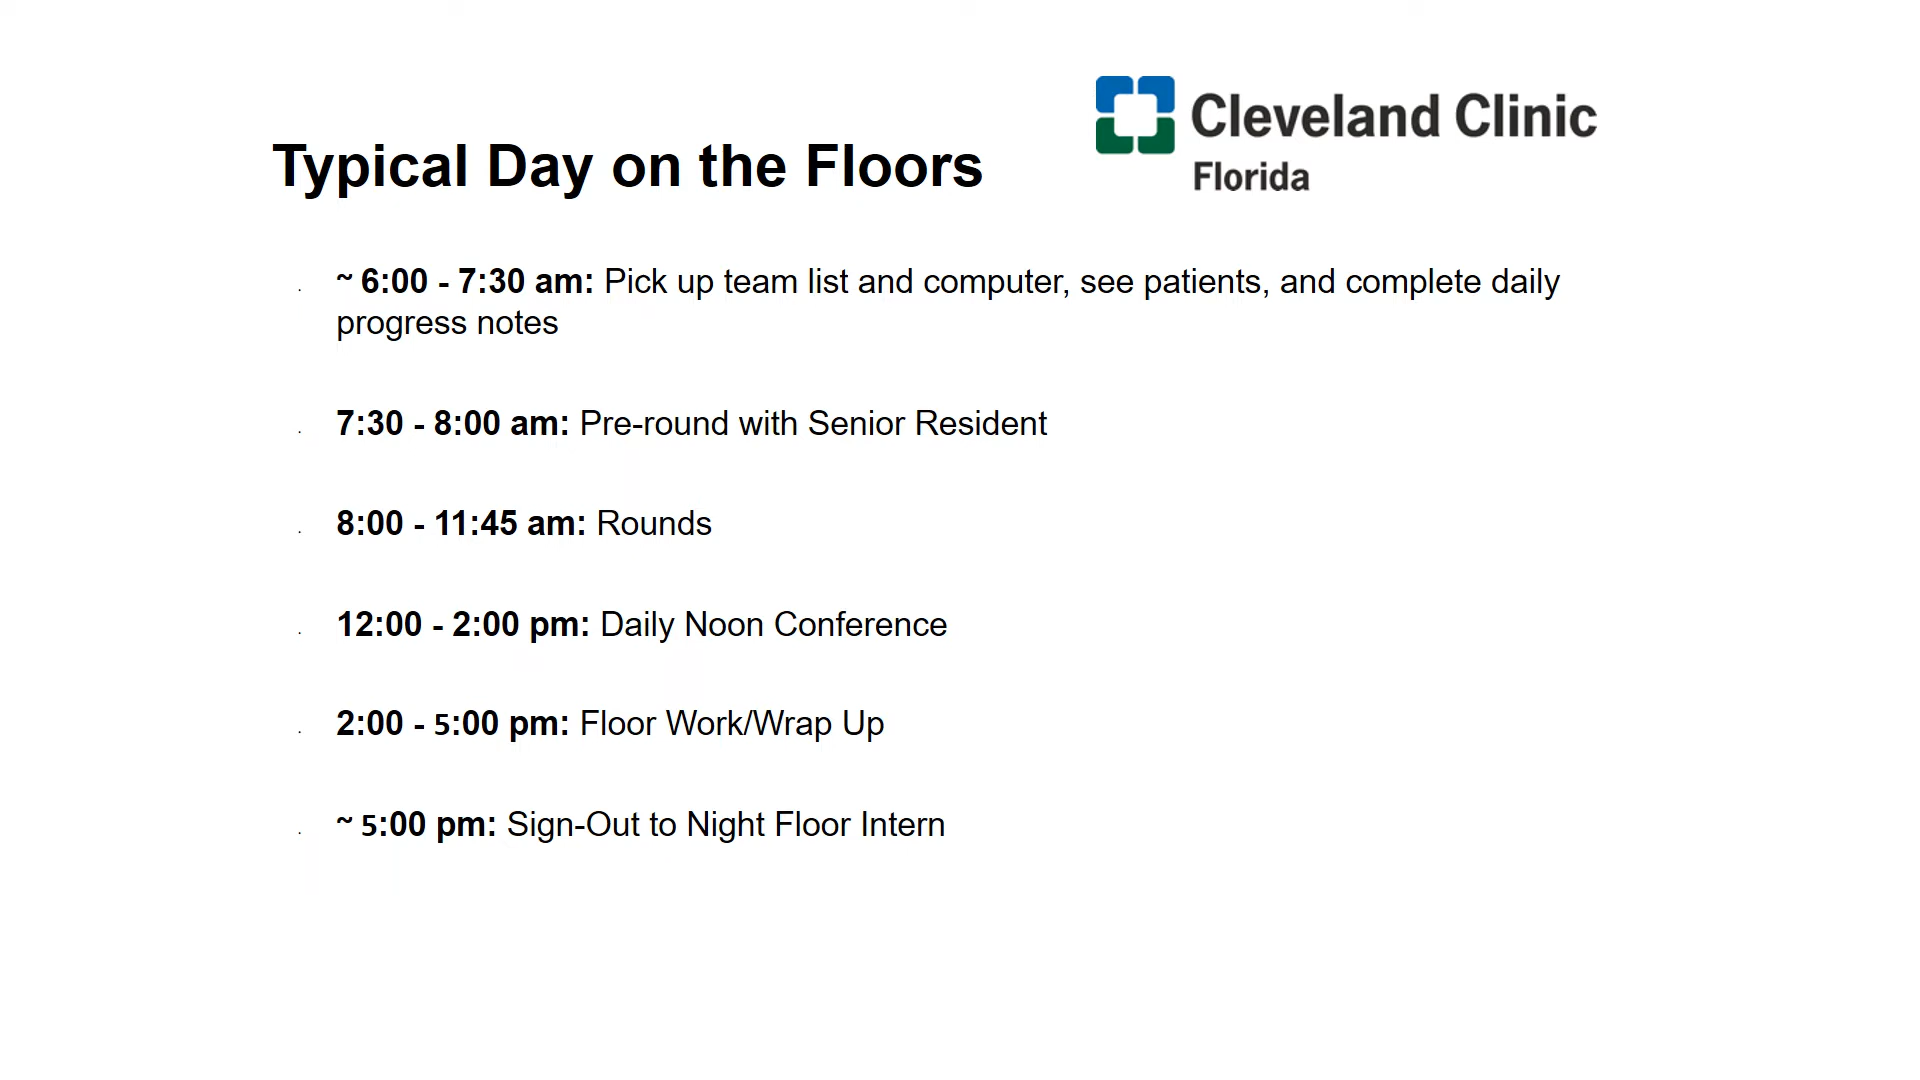 Cleveland Clinic
Florida
Typical Day on the Floors
~ 6:00 - 7:30 am: Pick up team list and computer, see patients, and complete daily
progress notes
7:30 - 8:00 am: Pre-round with Senior Resident
8:00 - 11:45 am: Rounds
12:00 - 2:00 pm: Daily Noon Conference
2:00 - 5:00 pm: Floor Work/Wrap Up
~ 5:00 pm: Sign-Out to Night Floor Intern